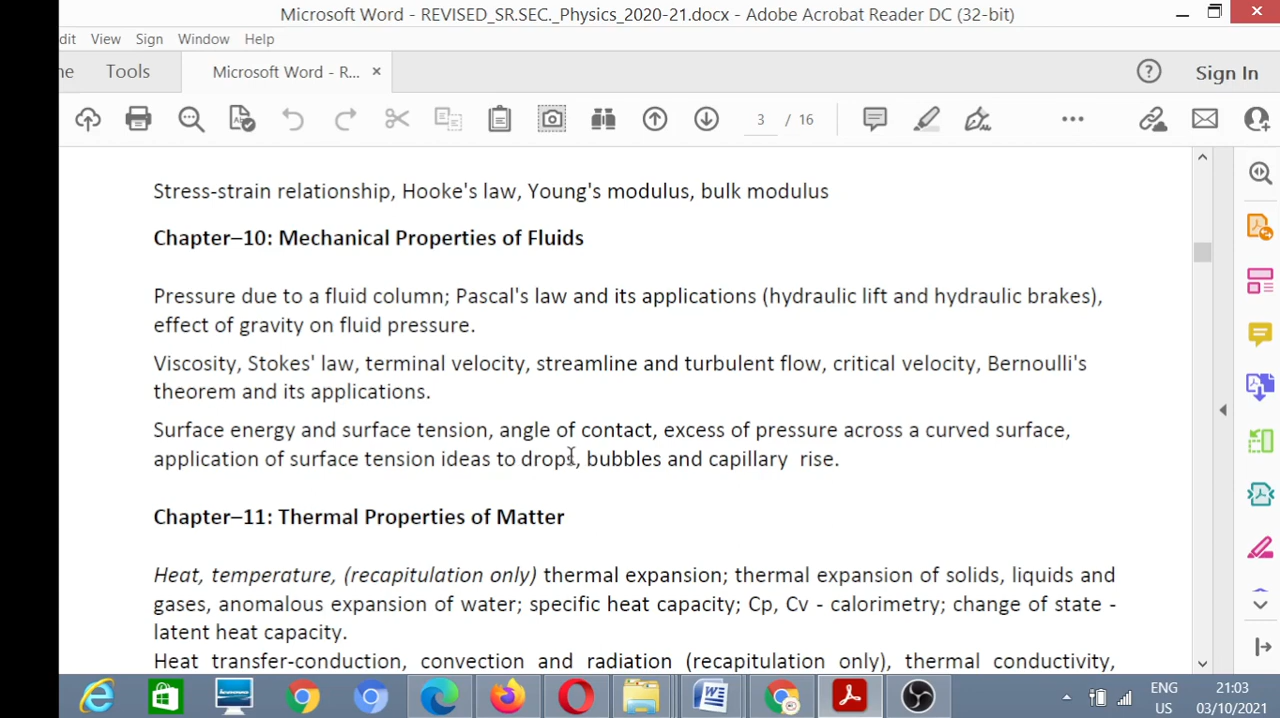 Microsoft Word - REVISED_SR.SEC._Physics_2020-21.docx - Adobe Acrobat Reader DC (32-bit)
dit View Sign Window Help
ne Tools Microsoft Word - R... × Sign In
3 / 16
Stress-strain relationship, Hooke's law, Young's modulus, bulk modulus
Chapter–10: Mechanical Properties of Fluids
Pressure due to a fluid column; Pascal's law and its applications (hydraulic lift and hydraulic brakes),
effect of gravity on fluid pressure.
Viscosity, Stokes' law, terminal velocity, streamline and turbulent flow, critical velocity, Bernoulli's
theorem and its applications.
Surface energy and surface tension, angle of contact, excess of pressure across a curved surface,
application of surface tension ideas to drops, bubbles and capillary rise.
Chapter–11: Thermal Properties of Matter
Heat, temperature, (recapitulation only) thermal expansion; thermal expansion of solids, liquids and
gases, anomalous expansion of water; specific heat capacity; Cp, Cv - calorimetry; change of state -
latent heat capacity.
Heat transfer-conduction, convection and radiation (recapitulation only), thermal conductivity,
ENG 21:03
US 03/10/2021